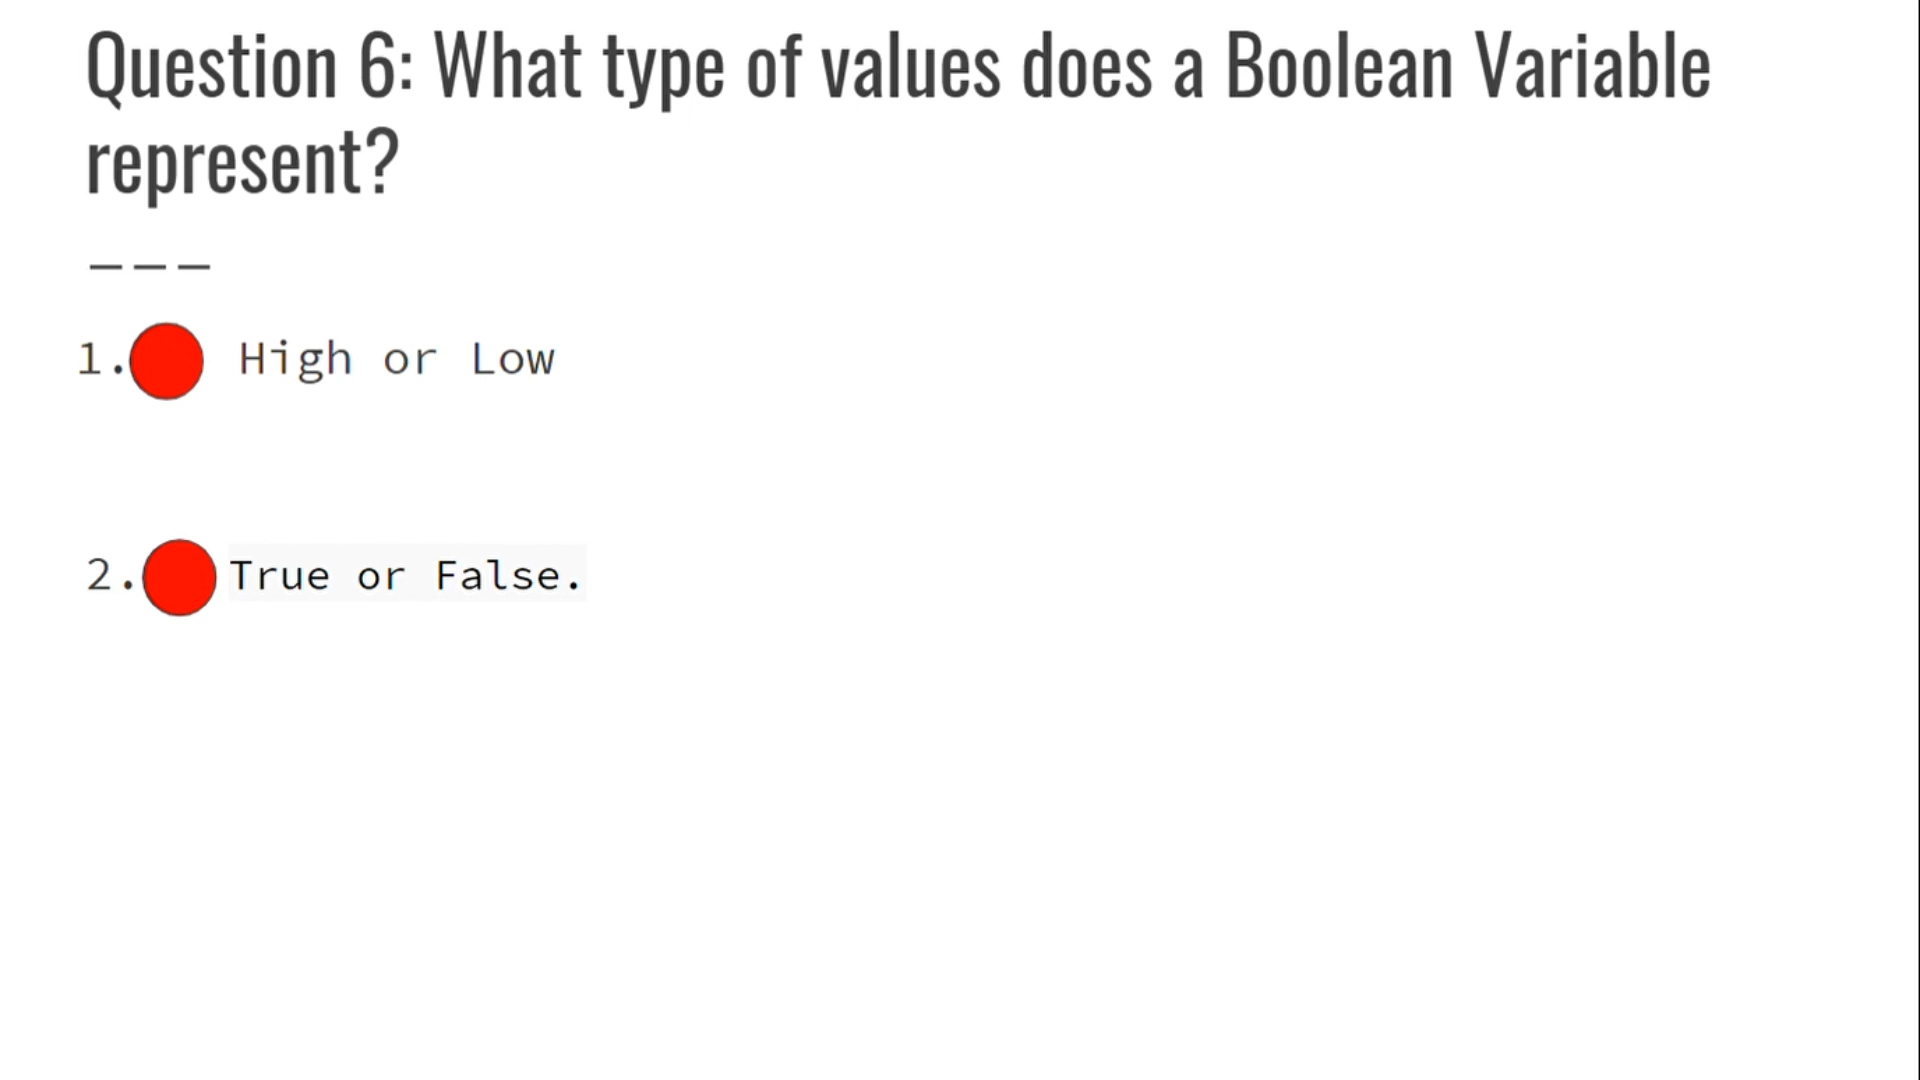 Question 6: What type of values does a Boolean Variable
represent?
1. High or Low
2. True or False.